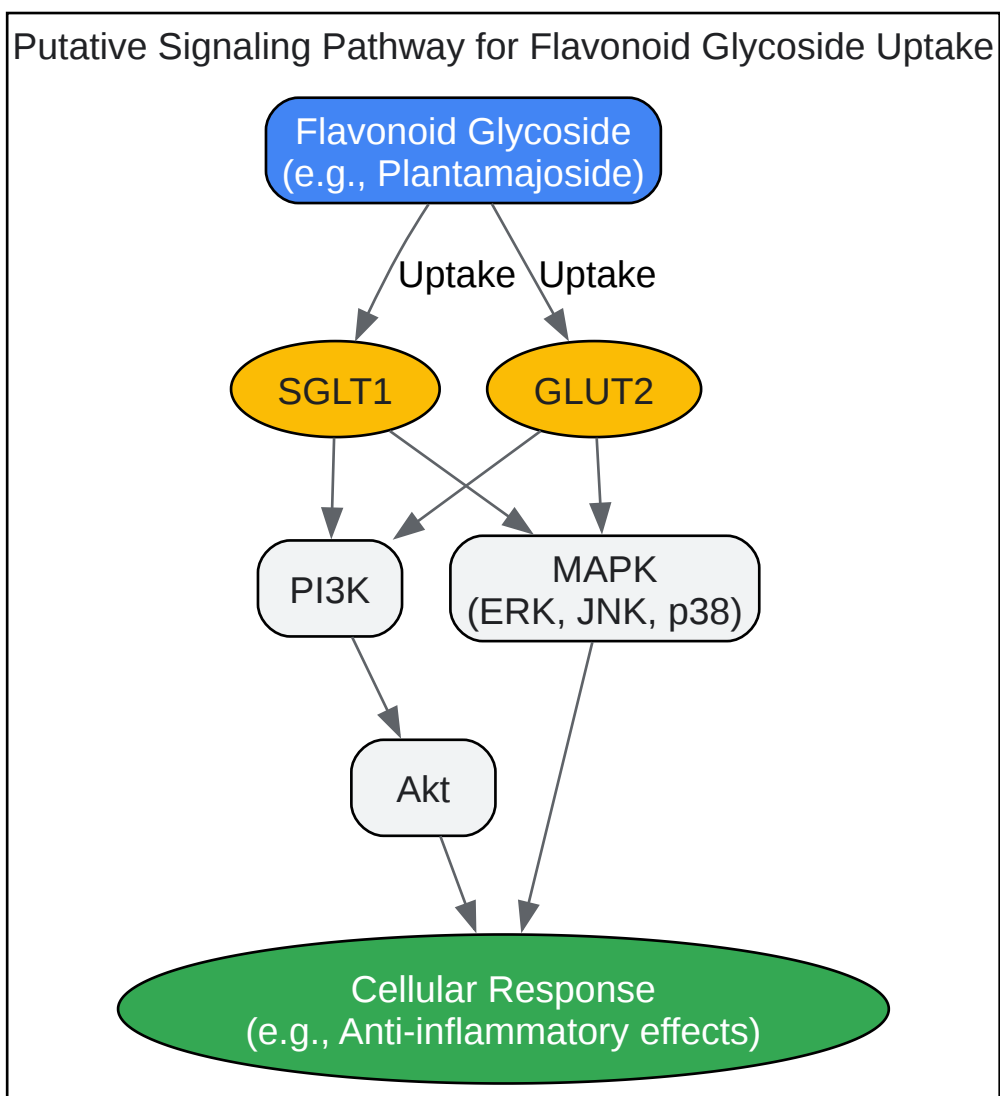 Putative Signaling Pathway for Flavonoid Glycoside Uptake
Flavonoid Glycoside
(e.g., Plantamajoside)
Uptake
Uptake
SGLT1
GLUT2
PI3K
MAPK
(ERK, JNK, p38)
Akt
Cellular Response
(e.g., Anti-inflammatory effects)